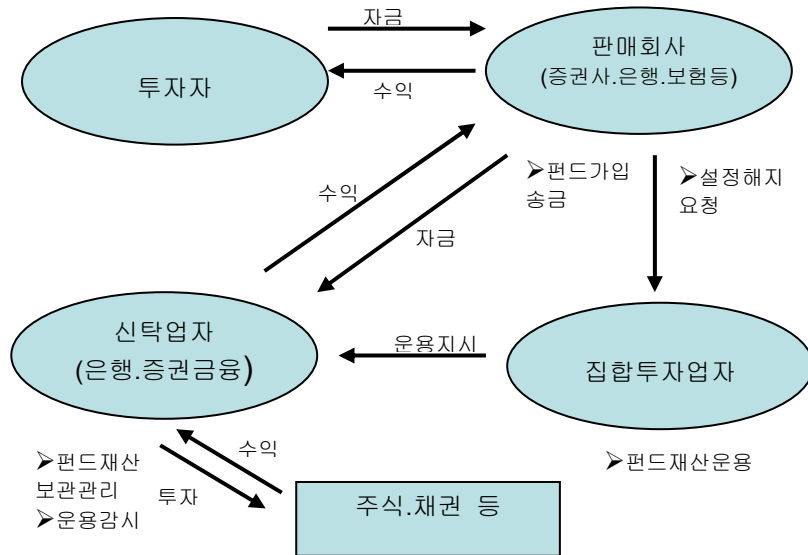 자금
판매회사
(증권사.은행.보험등)
투자자
수익
수익
➢펀드가입
송금
➢설정해지
요청
자금
신탁업자
(은행.증권금융)
운용지시
집합투자업자
➢펀드재산
보관관리
➢운용감시
수익
투자
➢펀드재산운용
주식.채권 등